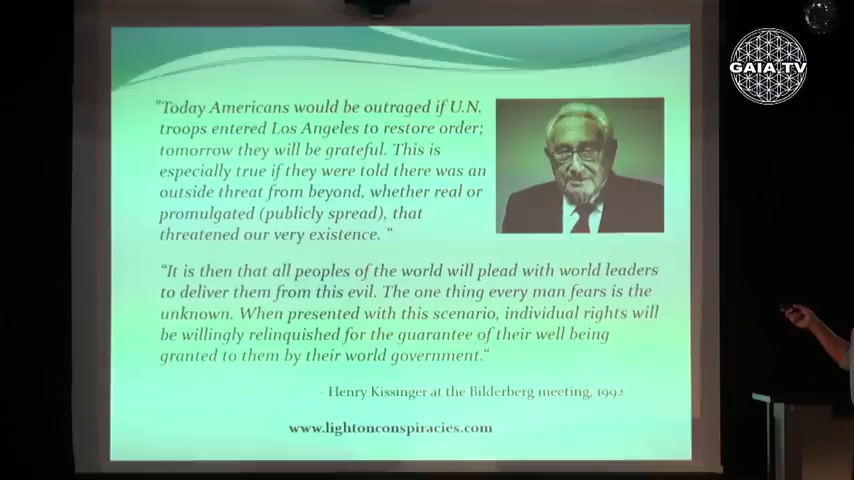 GAIA TV
"Today Americans would be outraged if U.N.
troops entered Los Angeles to restore order;
tomorrow they will be grateful. This is
especially true if they were told there was an
outside threat from beyond, whether real or
promulgated (publicly spread), that
threatened our very existence. “
“It is then that all peoples of the world will plead with world leaders
to deliver them from this evil. The one thing every man fears is the
unknown. When presented with this scenario, individual rights will
be willingly relinquished for the guarantee of their well being
granted to them by their world government.“
- Henry Kissinger at the Bilderberg meeting, 1992
www.lightonconspiracies.com